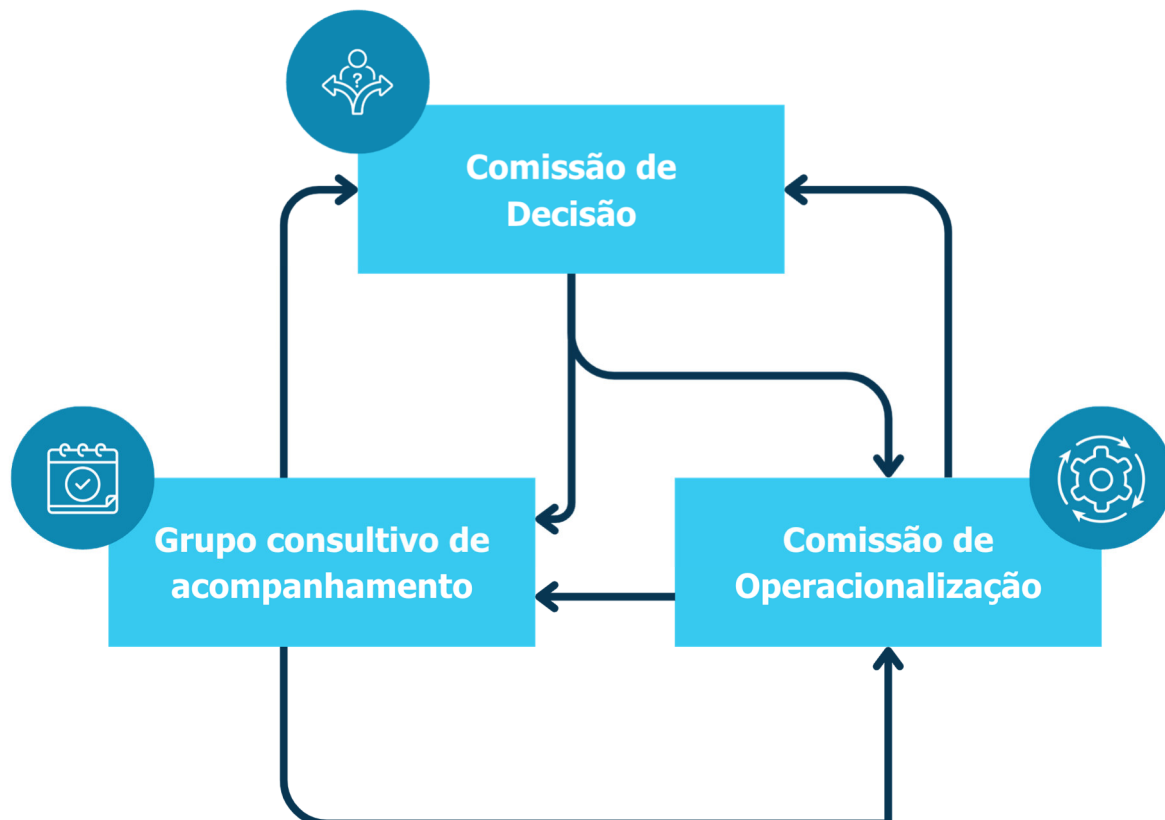 Comissão de
Decisão
Grupo consultivo de
acompanhamento
Comissão de
Operacionalização